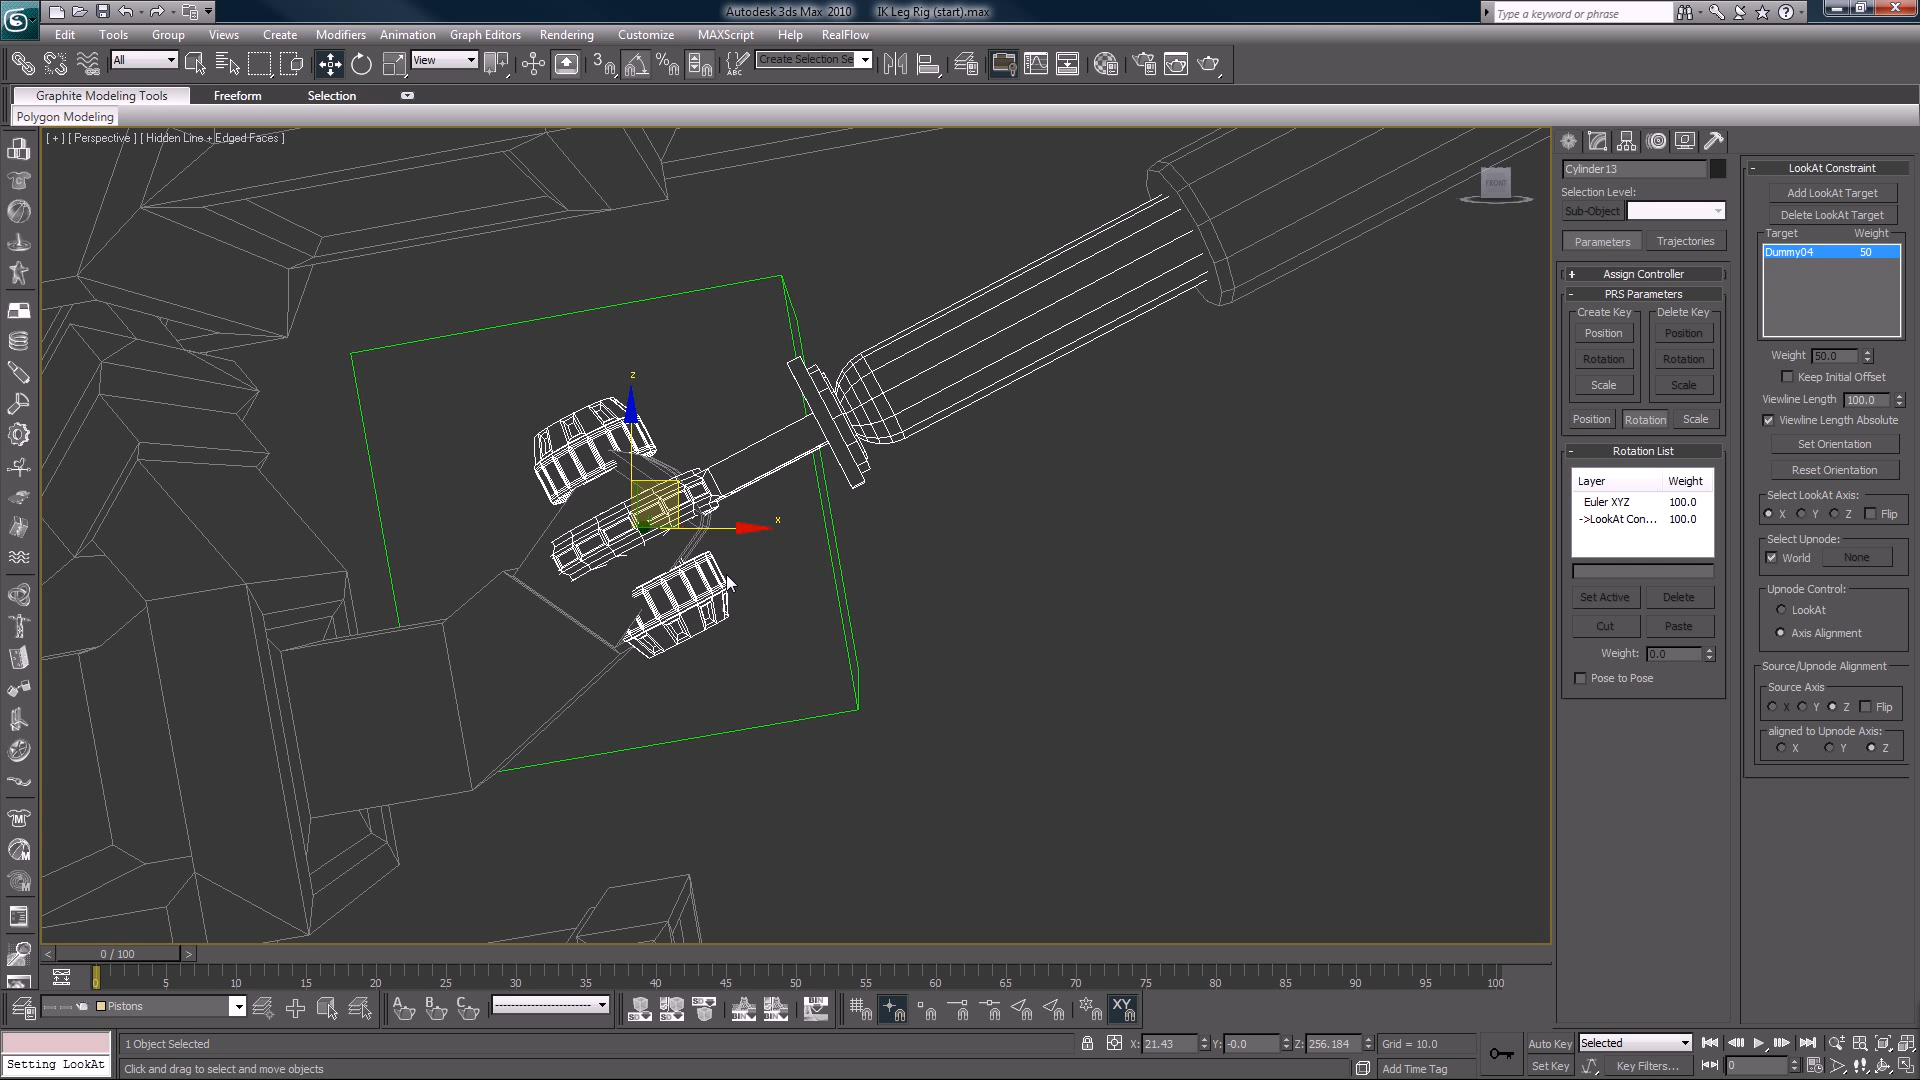 Autodesk 3ds Max 2010 IK Leg Rig (start).max
Type a keyword or phrase
Edit Tools Group Views Create Modifiers Animation Graph Editors Rendering Customize MAXScript Help RealFlow
All View 3 Create Selection Se
Graphite Modeling Tools Freeform Selection
Polygon Modeling
[ + ] [ Perspective ] [ Hidden Line + Edged Faces ]
FRONT
z
x
Cylinder13
Selection Level:
Sub-Object
Parameters Trajectories
+ Assign Controller
- PRS Parameters
Create Key Delete Key
Position Position
Rotation Rotation
Scale Scale
Position Rotation Scale
- Rotation List
Layer Weight
Euler XYZ 100.0
->LookAt Con... 100.0
Set Active Delete
Cut Paste
Weight: 0.0
Pose to Pose
- LookAt Constraint
Add LookAt Target
Delete LookAt Target
Target Weight
Dummy04 50
Weight 50.0
Keep Initial Offset
Viewline Length 100.0
Viewline Length Absolute
Set Orientation
Reset Orientation
Select LookAt Axis:
X Y Z Flip
Select Upnode:
World None
Upnode Control:
LookAt
Axis Alignment
Source/Upnode Alignment
Source Axis
X Y Z Flip
aligned to Upnode Axis:
X Y Z
< 0 / 100 >
0 5 10 15 20 25 30 35 40 45 50 55 60 65 70 75 80 85 90 95 100
Pistons A B C XY
1 Object Selected X: 21.43 Y: -0.0 Z: 256.184 Grid = 10.0 Auto Key Selected
Setting LookAt Click and drag to select and move objects Add Time Tag Set Key Key Filters... 0